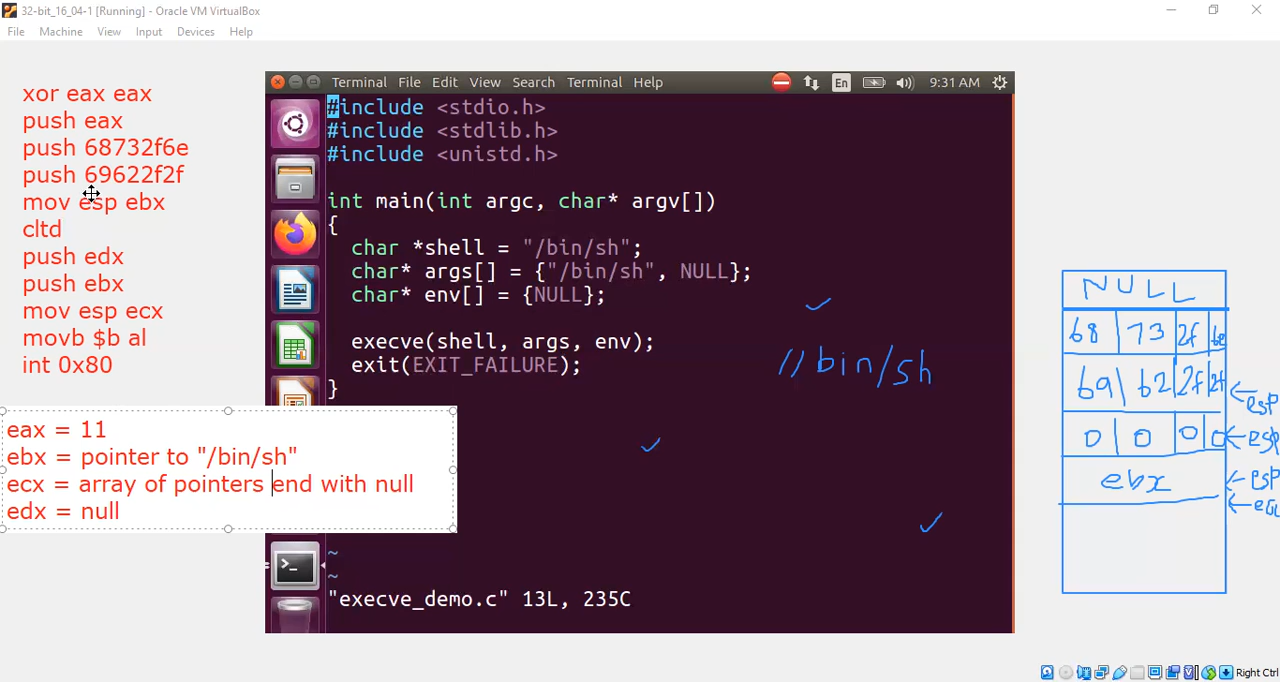 32-bit_16_04-1 [Running] - Oracle VM VirtualBox
File Machine View Input Devices Help
Terminal File Edit View Search Terminal Help En 9:31 AM
xor eax eax
push eax
push 68732f6e
push 69622f2f
mov esp ebx
cltd
push edx
push ebx
mov esp ecx
movb $b al
int 0x80
eax = 11
ebx = pointer to "/bin/sh"
ecx = array of pointers end with null
edx = null
#include <stdio.h>
#include <stdlib.h>
#include <unistd.h>
int main(int argc, char* argv[])
{
char *shell = "/bin/sh";
char* args[] = {"/bin/sh", NULL};
char* env[] = {NULL};
execve(shell, args, env);
exit(EXIT_FAILURE);
}
~
~
"execve_demo.c" 13L, 235C
//bin/sh
NULL
68 73 2f 6e
69 62 2f 2f
esp
0 0 0 0
esp
ebx
esp
Right Ctrl